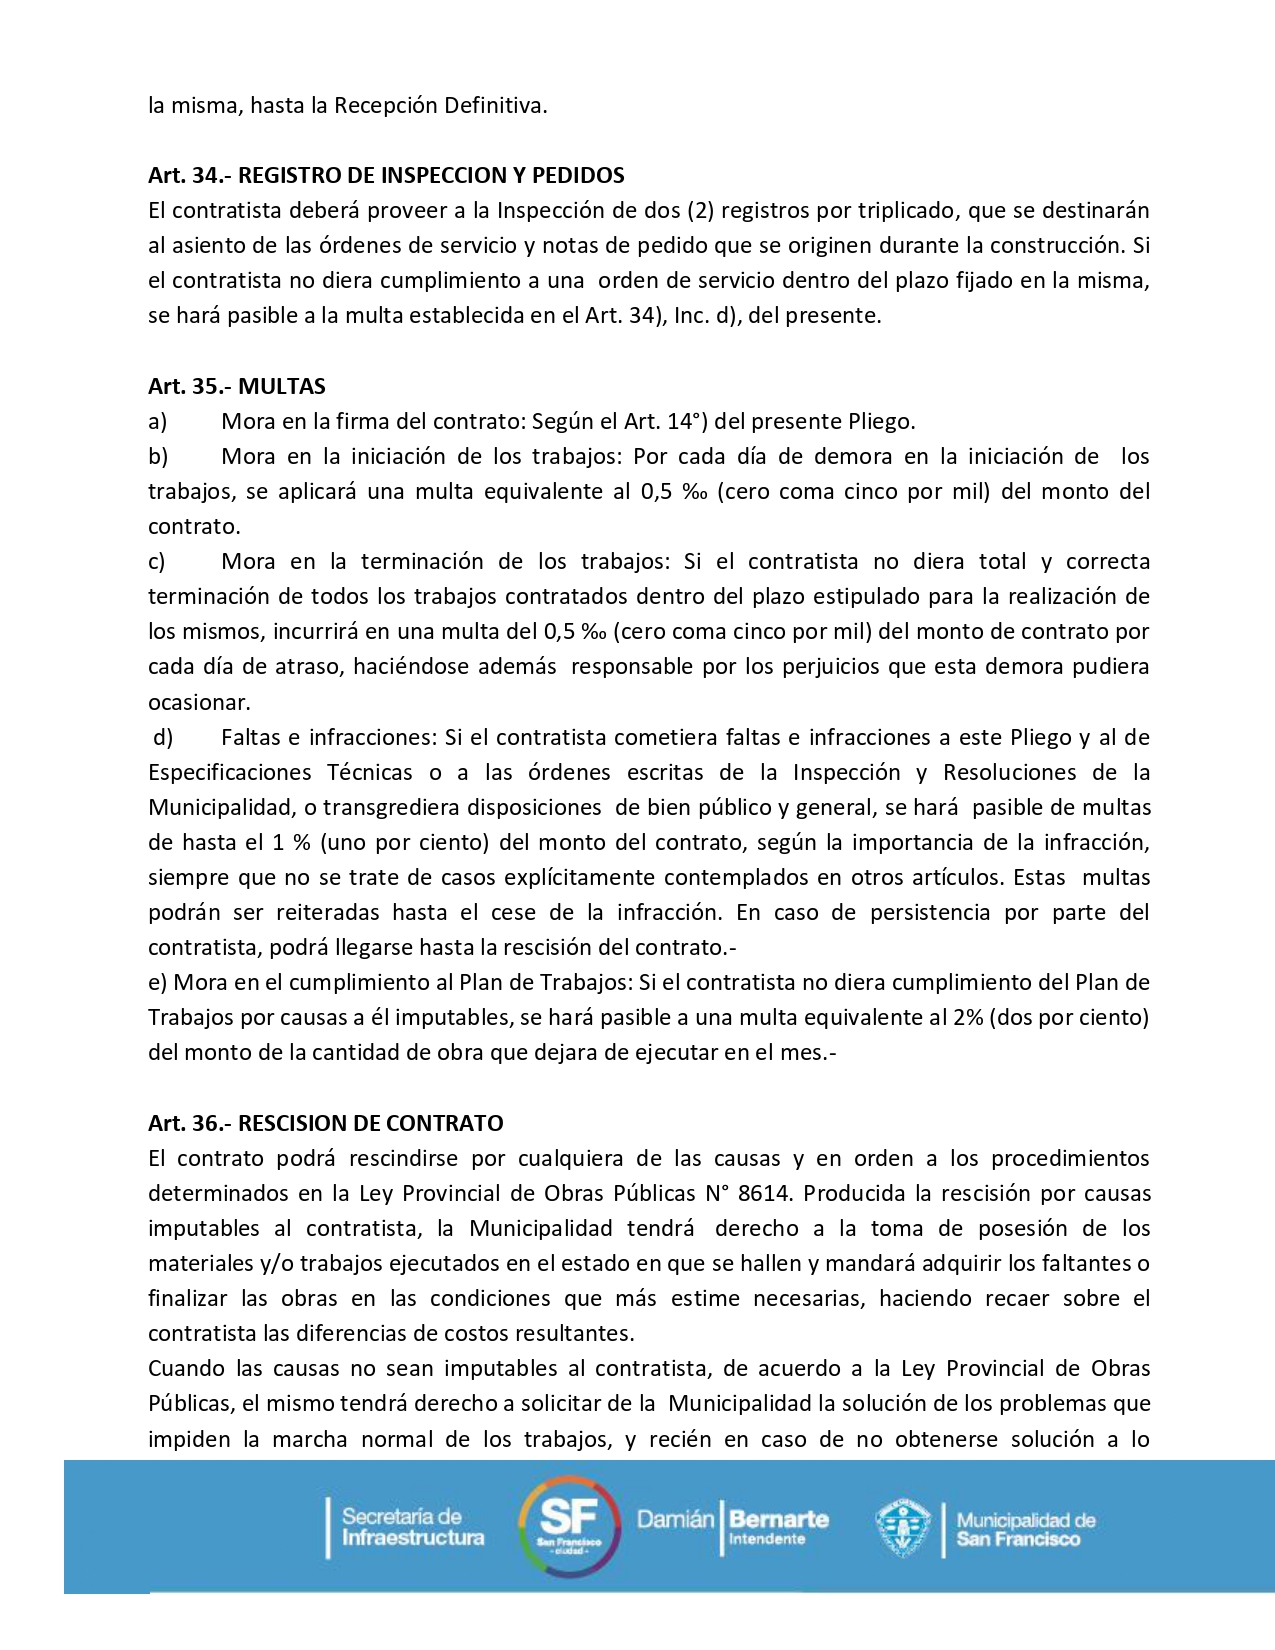 la misma, hasta la Recepción Definitiva.
Art. 34.- REGISTRO DE INSPECCION Y PEDIDOS
El contratista deberá proveer a la Inspección de dos (2) registros por triplicado, que se destinarán
al asiento de las órdenes de servicio y notas de pedido que se originen durante la construcción. Si
el contratista no diera cumplimiento a una orden de servicio dentro del plazo fijado en la misma,
se hará pasible a la multa establecida en el Art. 34), Inc. d), del presente.
Art. 35.- MULTAS
a) Mora en la firma del contrato: Según el Art. 14°) del presente Pliego.
b) Mora en la iniciación de los trabajos: Por cada día de demora en la iniciación de los
trabajos, se aplicará una multa equivalente al 0,5 ‰ (cero coma cinco por mil) del monto del
contrato.
c) Mora en la terminación de los trabajos: Si el contratista no diera total y correcta
terminación de todos los trabajos contratados dentro del plazo estipulado para la realización de
los mismos, incurrirá en una multa del 0,5 ‰ (cero coma cinco por mil) del monto de contrato por
cada día de atraso, haciéndose además responsable por los perjuicios que esta demora pudiera
ocasionar.
d) Faltas e infracciones: Si el contratista cometiera faltas e infracciones a este Pliego y al de
Especificaciones Técnicas o a las órdenes escritas de la Inspección y Resoluciones de la
Municipalidad, o transgrediera disposiciones de bien público y general, se hará pasible de multas
de hasta el 1 % (uno por ciento) del monto del contrato, según la importancia de la infracción,
siempre que no se trate de casos explícitamente contemplados en otros artículos. Estas multas
podrán ser reiteradas hasta el cese de la infracción. En caso de persistencia por parte del
contratista, podrá llegarse hasta la rescisión del contrato.-
e) Mora en el cumplimiento al Plan de Trabajos: Si el contratista no diera cumplimiento del Plan de
Trabajos por causas a él imputables, se hará pasible a una multa equivalente al 2% (dos por ciento)
del monto de la cantidad de obra que dejara de ejecutar en el mes.-
Art. 36.- RESCISION DE CONTRATO
El contrato podrá rescindirse por cualquiera de las causas y en orden a los procedimientos
determinados en la Ley Provincial de Obras Públicas N° 8614. Producida la rescisión por causas
imputables al contratista, la Municipalidad tendrá derecho a la toma de posesión de los
materiales y/o trabajos ejecutados en el estado en que se hallen y mandará adquirir los faltantes o
finalizar las obras en las condiciones que más estime necesarias, haciendo recaer sobre el
contratista las diferencias de costos resultantes.
Cuando las causas no sean imputables al contratista, de acuerdo a la Ley Provincial de Obras
Públicas, el mismo tendrá derecho a solicitar de la Municipalidad la solución de los problemas que
impiden la marcha normal de los trabajos, y recién en caso de no obtenerse solución a lo
Secretaría de
Infraestructura
SF
San Francisco
- ciudad -
Damián Bernarte
Intendente
Municipalidad de
San Francisco